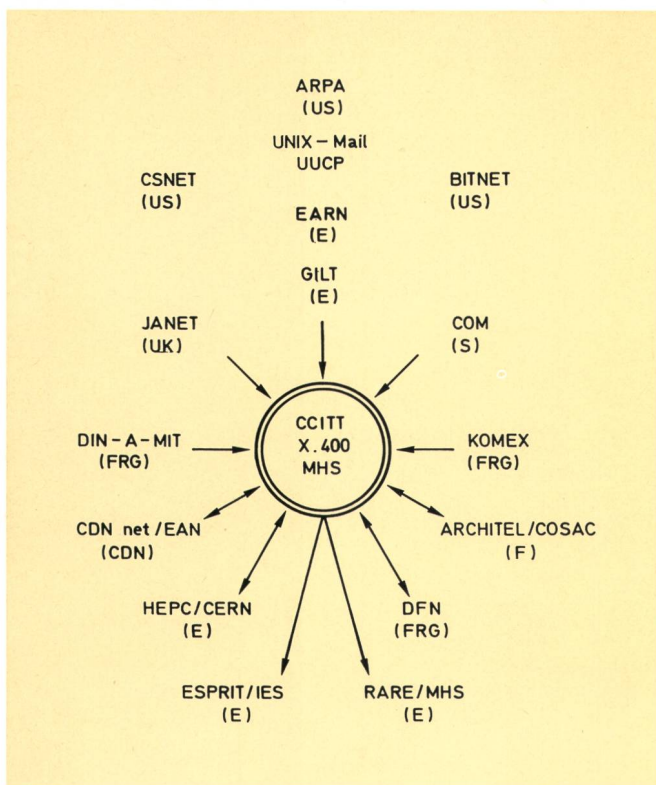 ARPA
(US)
UNIX – Mail
UUCP
CSNET
(US)
BITNET
(US)
EARN
(E)
GILT
(E)
JANET
(UK)
COM
(S)
CCITT
X.400
MHS
DIN - A - MIT
(FRG)
KOMEX
(FRG)
CDN net /EAN
(CDN)
ARCHITEL/COSAC
(F)
HEPC/CERN
(E)
DFN
(FRG)
ESPRIT/IES
(E)
RARE/MHS
(E)